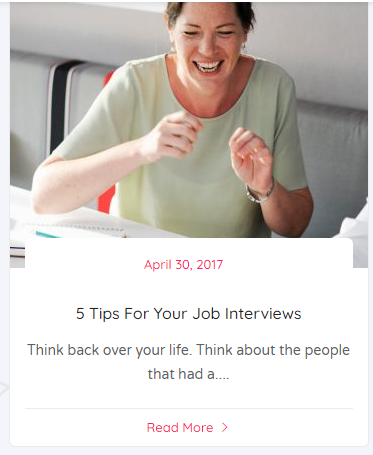 April 30, 2017
5 Tips For Your Job Interviews
Think back over your life. Think about the people
that had a....
Read More